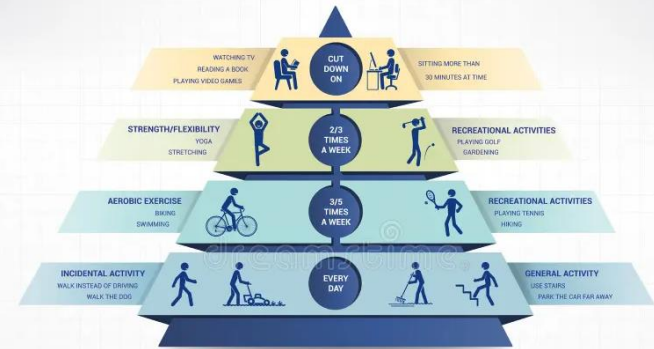 WATCHING TV
READING A BOOK
PLAYING VIDEO GAMES
CUT
DOWN
ON
SITTING MORE THAN
30 MINUTES AT TIME
STRENGTH/FLEXIBILITY
YOGA
STRETCHING
2/3
TIMES
A WEEK
RECREATIONAL ACTIVITIES
PLAYING GOLF
GARDENING
AEROBIC EXERCISE
BIKING
SWIMMING
3/5
TIMES
A WEEK
RECREATIONAL ACTIVITIES
PLAYING TENNIS
HIKING
dreamstime
INCIDENTAL ACTIVITY
WALK INSTEAD OF DRIVING
WALK THE DOG
EVERY
DAY
GENERAL ACTIVITY
USE STAIRS
PARK THE CAR FAR AWAY